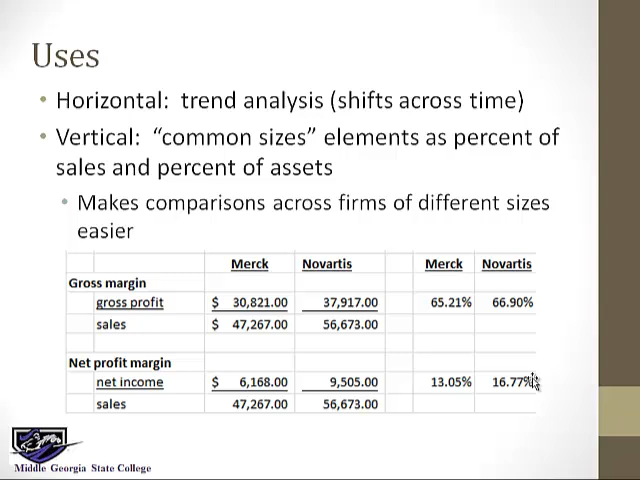 Uses
• Horizontal: trend analysis (shifts across time)
• Vertical: “common sizes” elements as percent of
sales and percent of assets
• Makes comparisons across firms of different sizes
easier
Merck Novartis Merck Novartis
Gross margin
gross profit $ 30,821.00 37,917.00 65.21% 66.90%
sales $ 47,267.00 56,673.00
Net profit margin
net income $ 6,168.00 9,505.00 13.05% 16.77%
sales 47,267.00 56,673.00
Middle Georgia State College